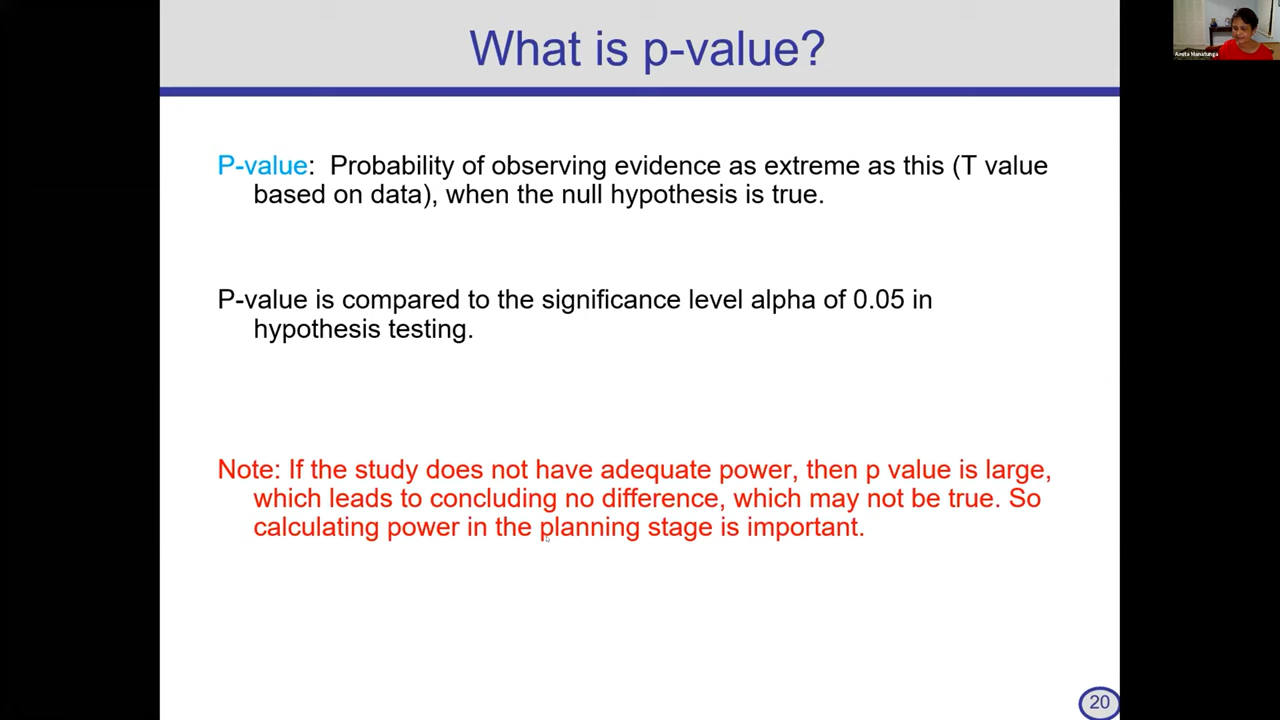 What is p-value?
Amita Manatunga
P-value: Probability of observing evidence as extreme as this (T value
based on data), when the null hypothesis is true.
P-value is compared to the significance level alpha of 0.05 in
hypothesis testing.
Note: If the study does not have adequate power, then p value is large,
which leads to concluding no difference, which may not be true. So
calculating power in the planning stage is important.
20